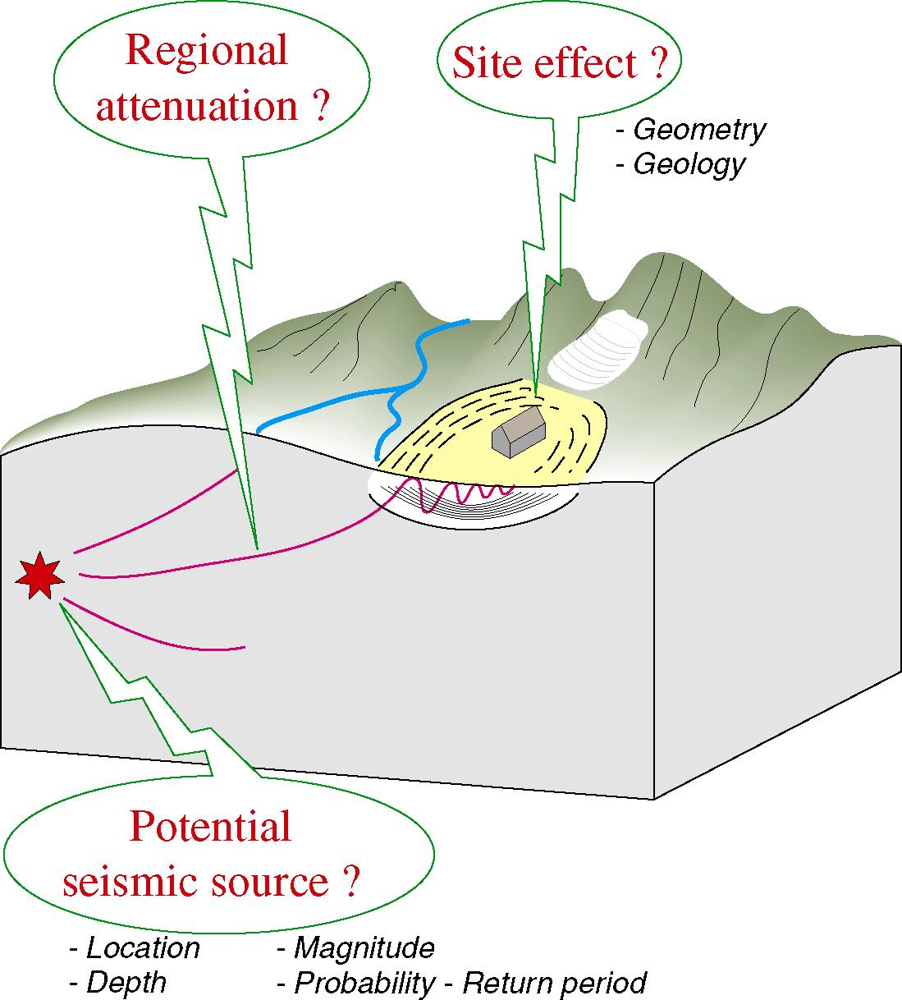 Regional
attenuation ?
Site effect ?
- Geometry
- Geology
Potential
seismic source ?
- Location
- Depth
- Magnitude
- Probability - Return period